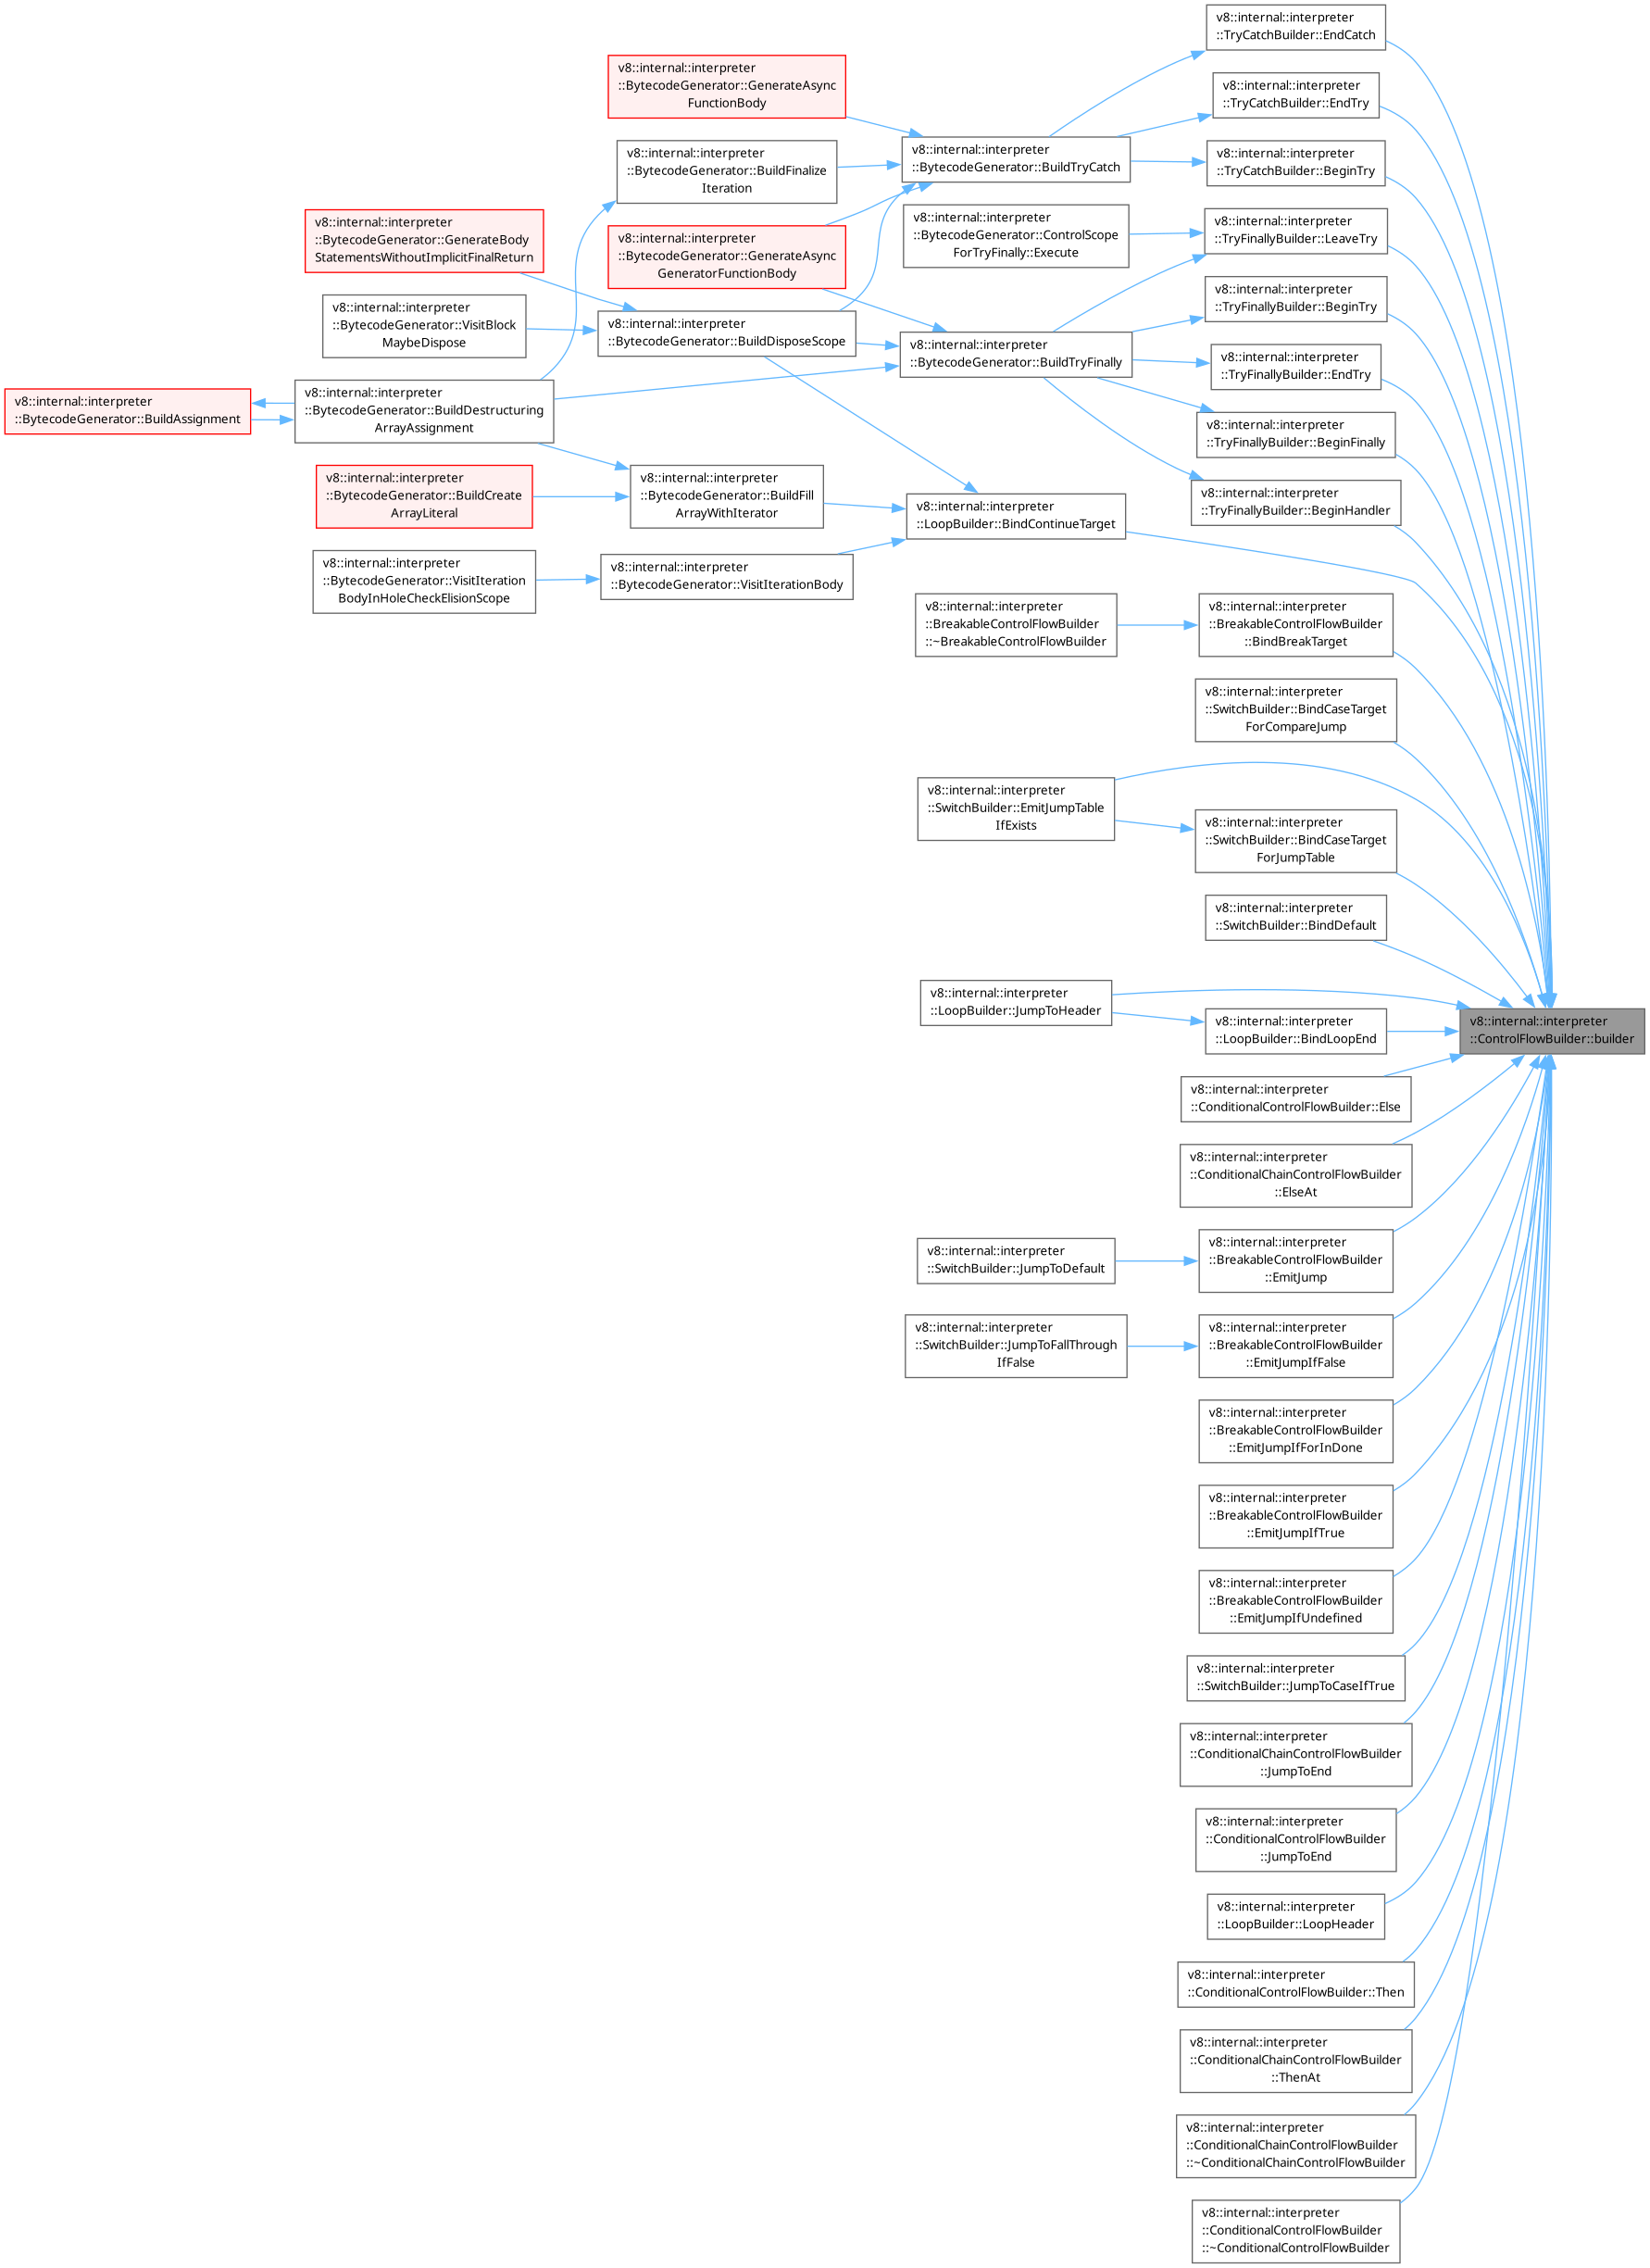 v8::internal::interpreter
::TryCatchBuilder::EndCatch
v8::internal::interpreter
::BytecodeGenerator::GenerateAsync
FunctionBody
v8::internal::interpreter
::TryCatchBuilder::EndTry
v8::internal::interpreter
::BytecodeGenerator::BuildTryCatch
v8::internal::interpreter
::TryCatchBuilder::BeginTry
v8::internal::interpreter
::BytecodeGenerator::BuildFinalize
Iteration
v8::internal::interpreter
::BytecodeGenerator::GenerateBody
StatementsWithoutImplicitFinalReturn
v8::internal::interpreter
::BytecodeGenerator::GenerateAsync
GeneratorFunctionBody
v8::internal::interpreter
::BytecodeGenerator::ControlScope
ForTryFinally::Execute
v8::internal::interpreter
::TryFinallyBuilder::LeaveTry
v8::internal::interpreter
::TryFinallyBuilder::BeginTry
v8::internal::interpreter
::BytecodeGenerator::VisitBlock
MaybeDispose
v8::internal::interpreter
::BytecodeGenerator::BuildDisposeScope
v8::internal::interpreter
::BytecodeGenerator::BuildTryFinally
v8::internal::interpreter
::TryFinallyBuilder::EndTry
v8::internal::interpreter
::BytecodeGenerator::BuildAssignment
v8::internal::interpreter
::BytecodeGenerator::BuildDestructuring
ArrayAssignment
v8::internal::interpreter
::TryFinallyBuilder::BeginFinally
v8::internal::interpreter
::BytecodeGenerator::BuildCreate
ArrayLiteral
v8::internal::interpreter
::BytecodeGenerator::BuildFill
ArrayWithIterator
v8::internal::interpreter
::LoopBuilder::BindContinueTarget
v8::internal::interpreter
::TryFinallyBuilder::BeginHandler
v8::internal::interpreter
::BytecodeGenerator::VisitIteration
BodyInHoleCheckElisionScope
v8::internal::interpreter
::BytecodeGenerator::VisitIterationBody
v8::internal::interpreter
::BreakableControlFlowBuilder
::~BreakableControlFlowBuilder
v8::internal::interpreter
::BreakableControlFlowBuilder
::BindBreakTarget
v8::internal::interpreter
::SwitchBuilder::BindCaseTarget
ForCompareJump
v8::internal::interpreter
::SwitchBuilder::EmitJumpTable
IfExists
v8::internal::interpreter
::SwitchBuilder::BindCaseTarget
ForJumpTable
v8::internal::interpreter
::SwitchBuilder::BindDefault
v8::internal::interpreter
::LoopBuilder::JumpToHeader
v8::internal::interpreter
::LoopBuilder::BindLoopEnd
v8::internal::interpreter
::ControlFlowBuilder::builder
v8::internal::interpreter
::ConditionalControlFlowBuilder::Else
v8::internal::interpreter
::ConditionalChainControlFlowBuilder
::ElseAt
v8::internal::interpreter
::SwitchBuilder::JumpToDefault
v8::internal::interpreter
::BreakableControlFlowBuilder
::EmitJump
v8::internal::interpreter
::SwitchBuilder::JumpToFallThrough
IfFalse
v8::internal::interpreter
::BreakableControlFlowBuilder
::EmitJumpIfFalse
v8::internal::interpreter
::BreakableControlFlowBuilder
::EmitJumpIfForInDone
v8::internal::interpreter
::BreakableControlFlowBuilder
::EmitJumpIfTrue
v8::internal::interpreter
::BreakableControlFlowBuilder
::EmitJumpIfUndefined
v8::internal::interpreter
::SwitchBuilder::JumpToCaseIfTrue
v8::internal::interpreter
::ConditionalChainControlFlowBuilder
::JumpToEnd
v8::internal::interpreter
::ConditionalControlFlowBuilder
::JumpToEnd
v8::internal::interpreter
::LoopBuilder::LoopHeader
v8::internal::interpreter
::ConditionalControlFlowBuilder::Then
v8::internal::interpreter
::ConditionalChainControlFlowBuilder
::ThenAt
v8::internal::interpreter
::ConditionalChainControlFlowBuilder
::~ConditionalChainControlFlowBuilder
v8::internal::interpreter
::ConditionalControlFlowBuilder
::~ConditionalControlFlowBuilder